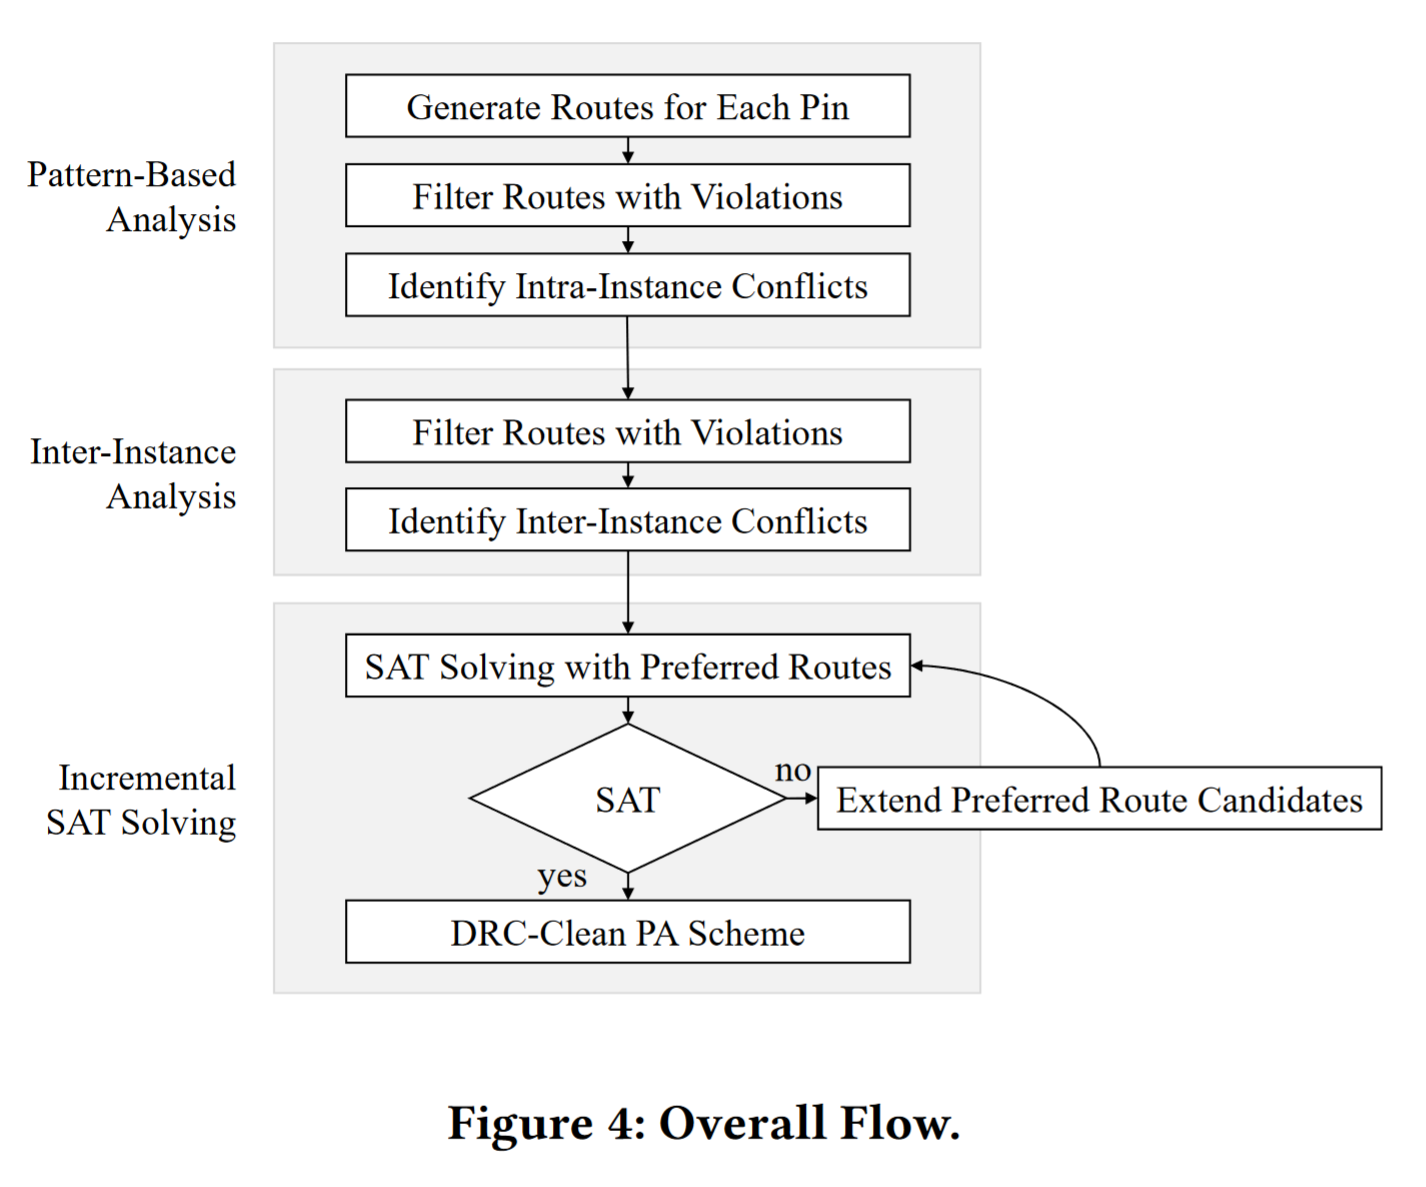 Pattern-Based
Analysis
Generate Routes for Each Pin
Filter Routes with Violations
Identify Intra-Instance Conflicts
Inter-Instance
Analysis
Filter Routes with Violations
Identify Inter-Instance Conflicts
Incremental
SAT Solving
SAT Solving with Preferred Routes
SAT
no
Extend Preferred Route Candidates
yes
DRC-Clean PA Scheme
Figure 4: Overall Flow.